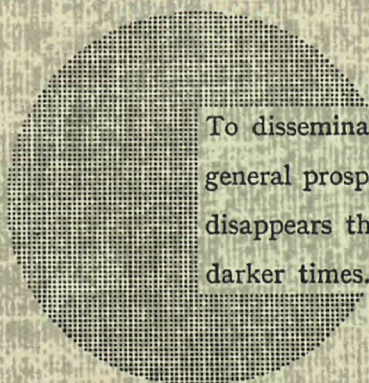 To dissemina
general prosp
disappears th
darker times.